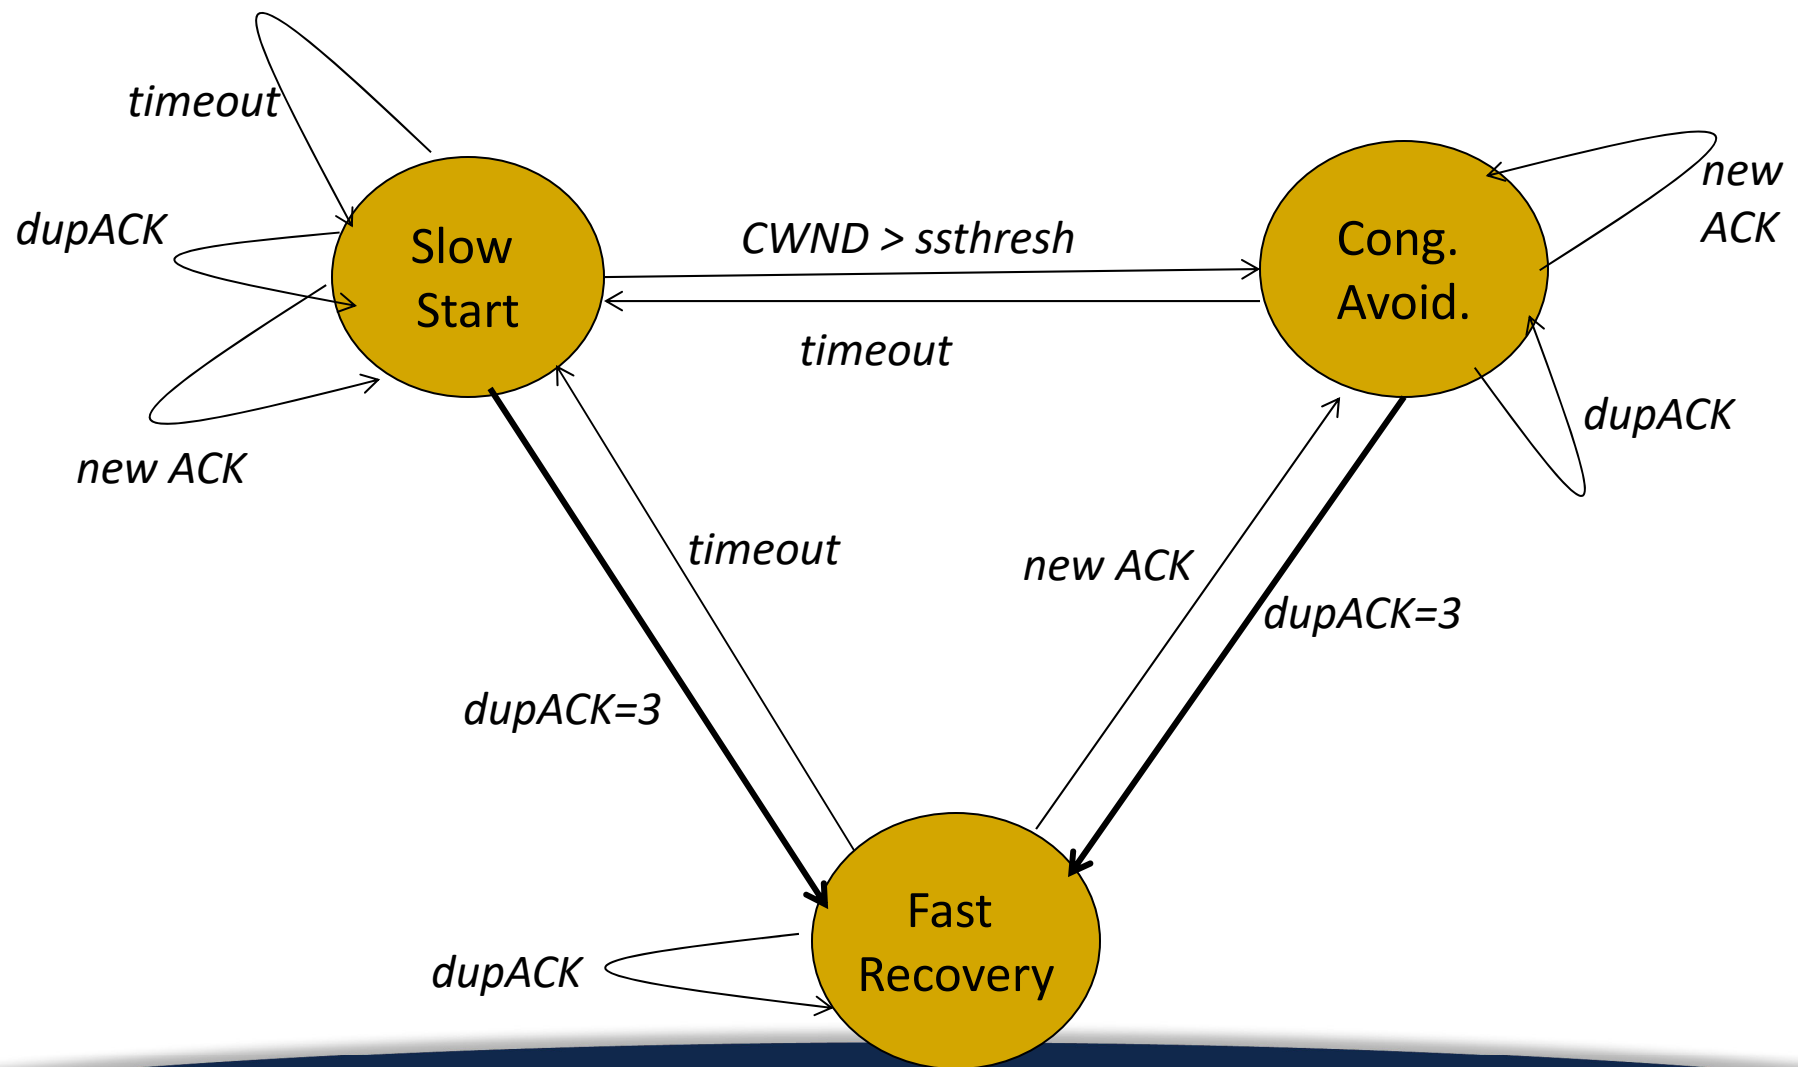 timeout
dupACK
Slow
Start
new ACK
CWND > ssthresh
timeout
Cong.
Avoid.
new
ACK
dupACK
timeout
new ACK
dupACK=3
dupACK=3
Fast
Recovery
dupACK